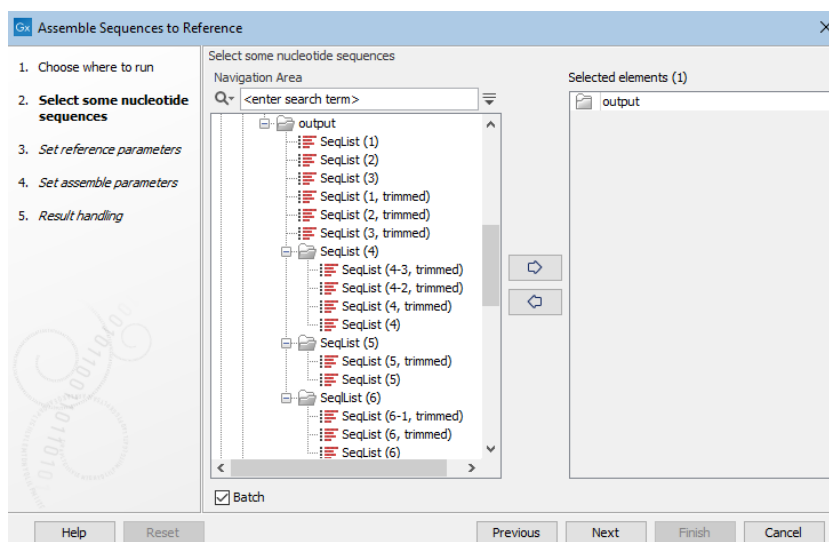 Gx Assemble Sequences to Reference
1. Choose where to run
2. Select some nucleotide
sequences
3. Set reference parameters
4. Set assemble parameters
5. Result handling
Select some nucleotide sequences
Navigation Area
<enter search term>
output
SeqList (1)
SeqList (2)
SeqList (3)
SeqList (1, trimmed)
SeqList (2, trimmed)
SeqList (3, trimmed)
SeqList (4)
SeqList (4-3, trimmed)
SeqList (4-2, trimmed)
SeqList (4, trimmed)
SeqList (4)
SeqList (5)
SeqList (5, trimmed)
SeqList (5)
SeqlList (6)
SeqList (6-1, trimmed)
SeqList (6, trimmed)
SeqList (6)
Batch
Selected elements (1)
output
Help
Reset
Previous
Next
Finish
Cancel